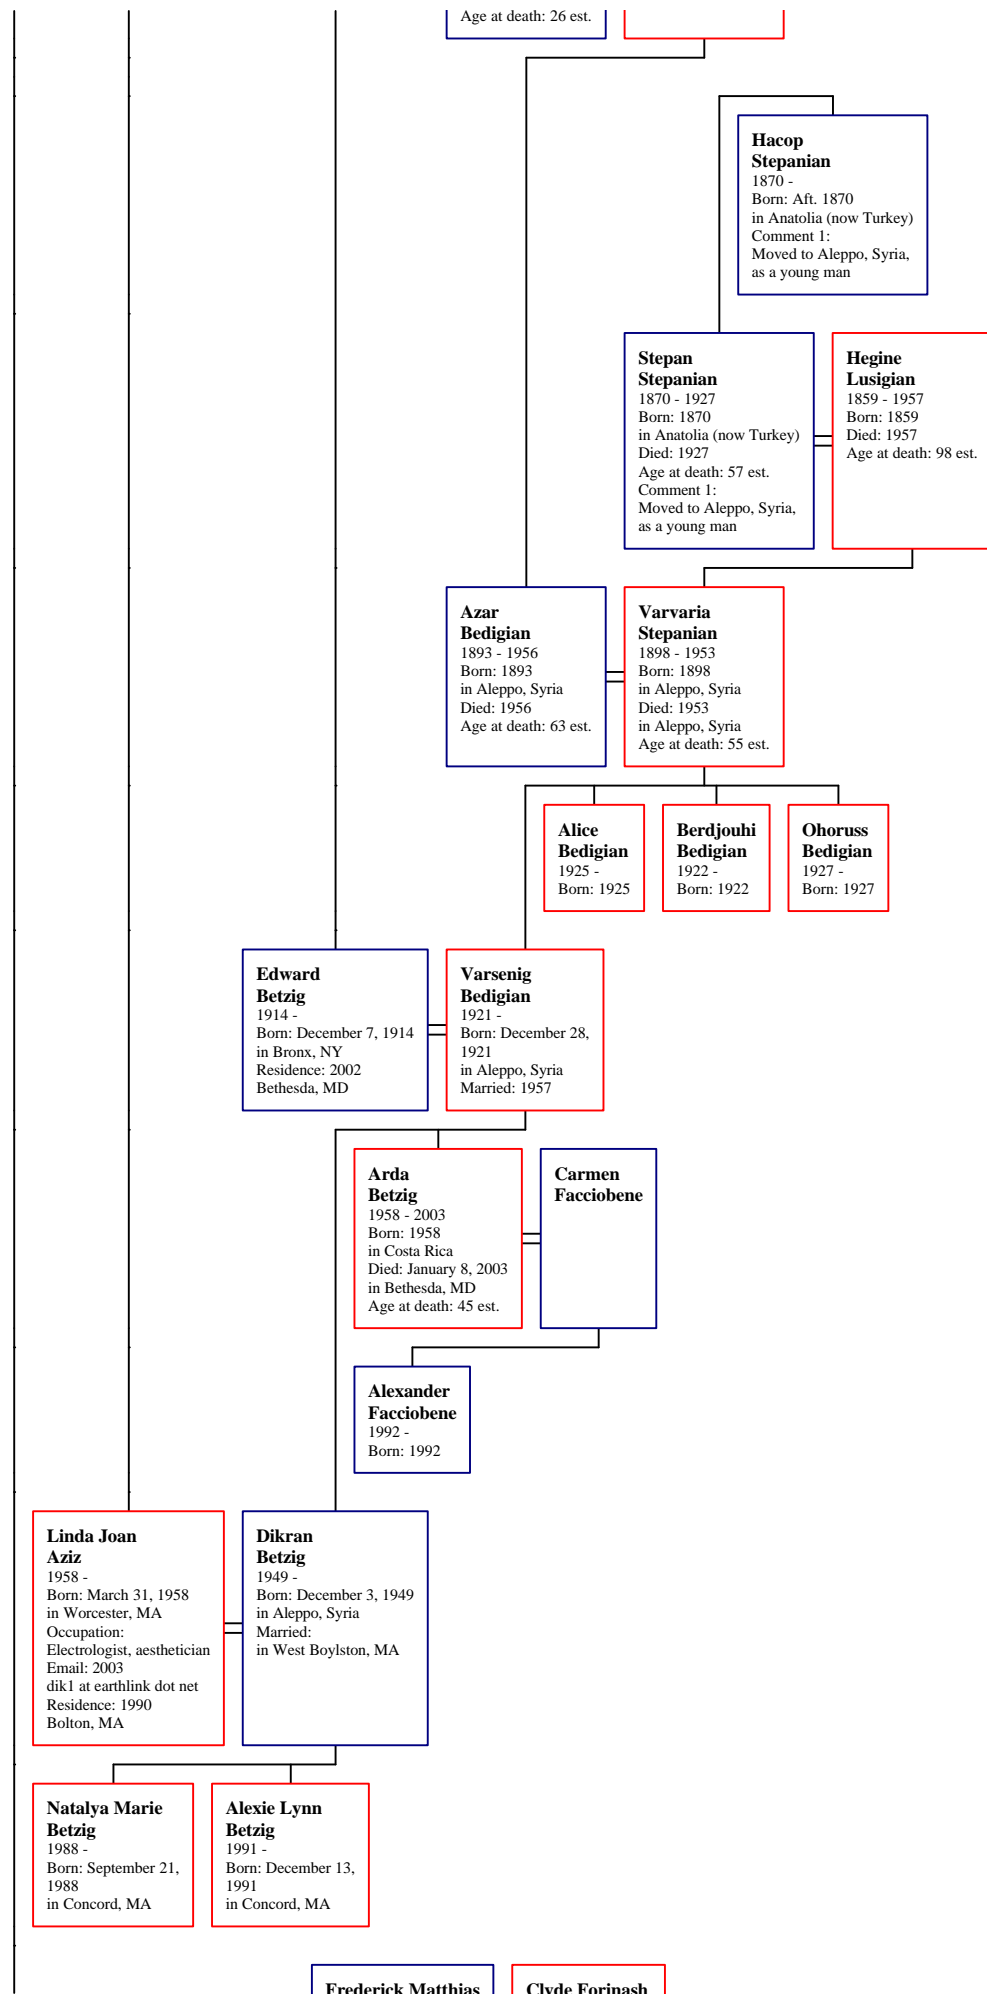 Age at death: 26 est.
Hacop
Stepanian
1870 -
Born: Aft. 1870
in Anatolia (now Turkey)
Comment 1:
Moved to Aleppo, Syria,
as a young man
Stepan
Stepanian
1870 - 1927
Born: 1870
in Anatolia (now Turkey)
Died: 1927
Age at death: 57 est.
Comment 1:
Moved to Aleppo, Syria,
as a young man
Hegine
Lusigian
1859 - 1957
Born: 1859
Died: 1957
Age at death: 98 est.
Azar
Bedigian
1893 - 1956
Born: 1893
in Aleppo, Syria
Died: 1956
Age at death: 63 est.
Varvaria
Stepanian
1898 - 1953
Born: 1898
in Aleppo, Syria
Died: 1953
in Aleppo, Syria
Age at death: 55 est.
Alice
Bedigian
1925 -
Born: 1925
Berdjouhi
Bedigian
1922 -
Born: 1922
Ohoruss
Bedigian
1927 -
Born: 1927
Edward
Betzig
1914 -
Born: December 7, 1914
in Bronx, NY
Residence: 2002
Bethesda, MD
Varsenig
Bedigian
1921 -
Born: December 28,
1921
in Aleppo, Syria
Married: 1957
Arda
Betzig
1958 - 2003
Born: 1958
in Costa Rica
Died: January 8, 2003
in Bethesda, MD
Age at death: 45 est.
Carmen
Facciobene
Alexander
Facciobene
1992 -
Born: 1992
Linda Joan
Aziz
1958 -
Born: March 31, 1958
in Worcester, MA
Occupation:
Electrologist, aesthetician
Email: 2003
dik1 at earthlink dot net
Residence: 1990
Bolton, MA
Dikran
Betzig
1949 -
Born: December 3, 1949
in Aleppo, Syria
Married:
in West Boylston, MA
Natalya Marie
Betzig
1988 -
Born: September 21,
1988
in Concord, MA
Alexie Lynn
Betzig
1991 -
Born: December 13,
1991
in Concord, MA
Frederick Matthias
Clyde Forinash